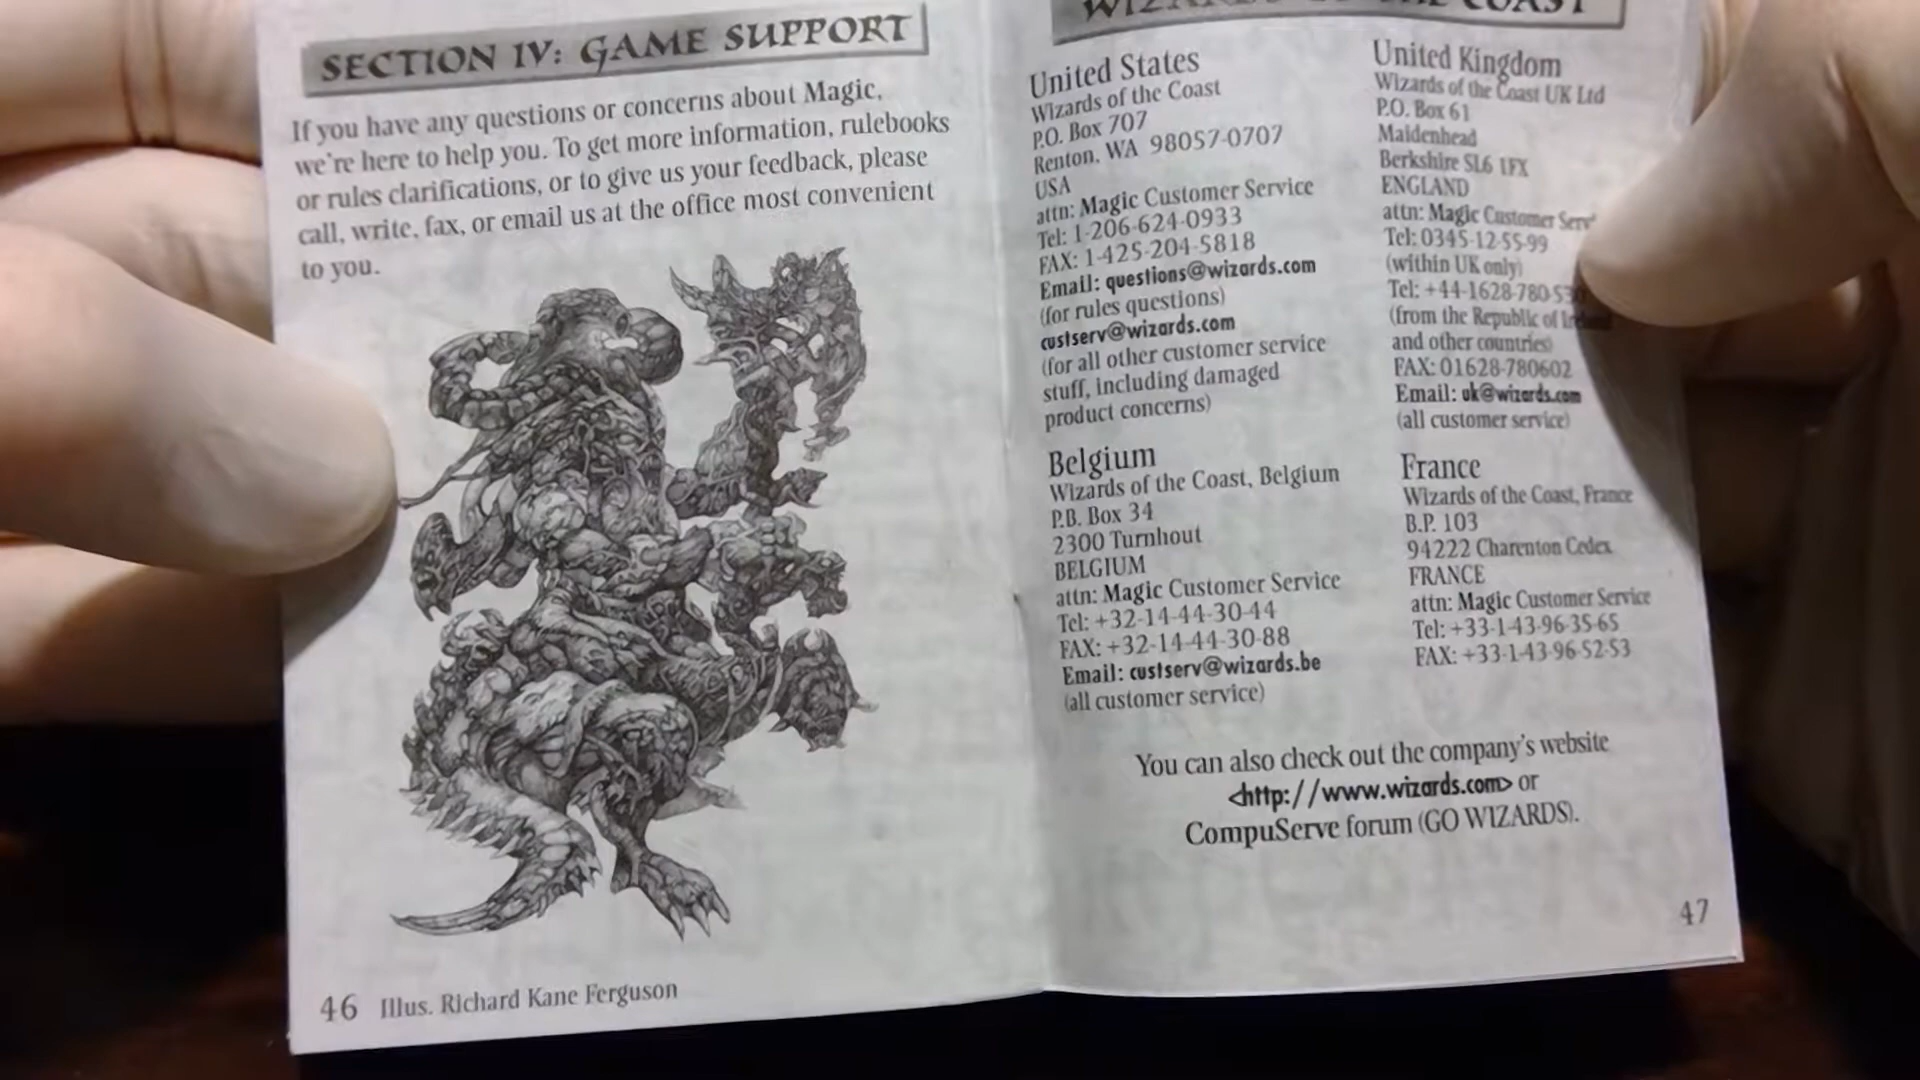 SECTION IV: GAME SUPPORT
If you have any questions or concerns about Magic,
we're here to help you. To get more information, rulebooks
or rules clarifications, or to give us your feedback, please
call, write, fax, or email us at the office most convenient
to you.
46 Illus. Richard Kane Ferguson
WIZARDS OF THE COAST
United States
Wizards of the Coast
P.O. Box 707
Renton, WA 98057-0707
USA
attn: Magic Customer Service
Tel: 1-206-624-0933
FAX: 1-425-204-5818
Email: questions@wizards.com
(for rules questions)
custserv@wizards.com
(for all other customer service
stuff, including damaged
product concerns)
Belgium
Wizards of the Coast, Belgium
P.B. Box 34
2300 Turnhout
BELGIUM
attn: Magic Customer Service
Tel: +32-14-44-30-44
FAX: +32-14-44-30-88
Email: custserv@wizards.be
(all customer service)
United Kingdom
Wizards of the Coast UK Ltd
P.O. Box 61
Maidenhead
Berkshire SL6 1FX
ENGLAND
attn: Magic Customer
Tel: 0345-12-55-99
(within UK only)
Tel:
(from the Republic of
and other countries)
FAX: 01628-780602
Email: uk@wizards.com
(all customer service)
France
Wizards of the Coast, France
B.P. 103
94222 Charenton Cedex
FRANCE
attn: Magic Customer Service
Tel: +33-1-43-96-35-65
FAX: +33-1-43-96-52-53
You can also check out the company's website
<http://www.wizards.com> or
CompuServe forum (GO WIZARDS).
47